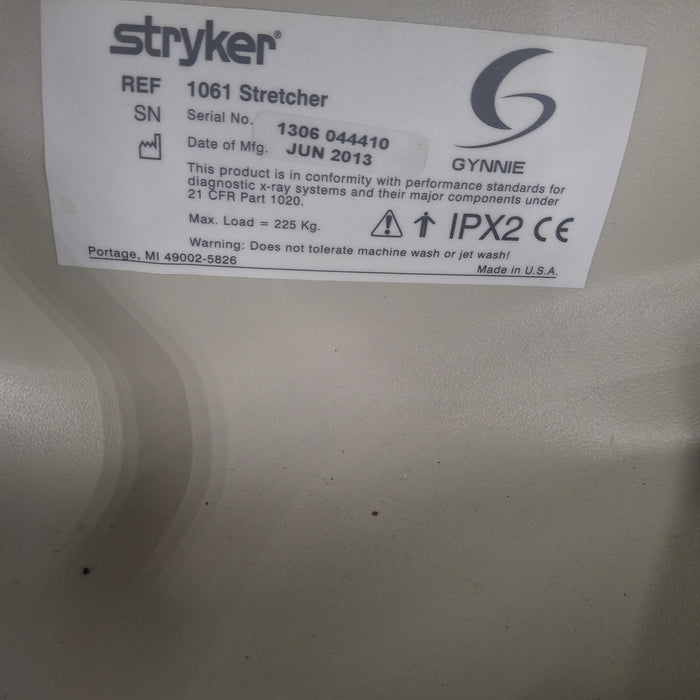 stryker®
REF 1061 Stretcher
SN Serial No. 1306 044410
Date of Mfg. JUN 2013
GYNNIE
This product is in conformity with performance standards for
diagnostic x-ray systems and their major components under
21 CFR Part 1020.
Max. Load = 225 Kg. IPX2 CE
Warning: Does not tolerate machine wash or jet wash!
Portage, MI 49002-5826 Made in U.S.A.